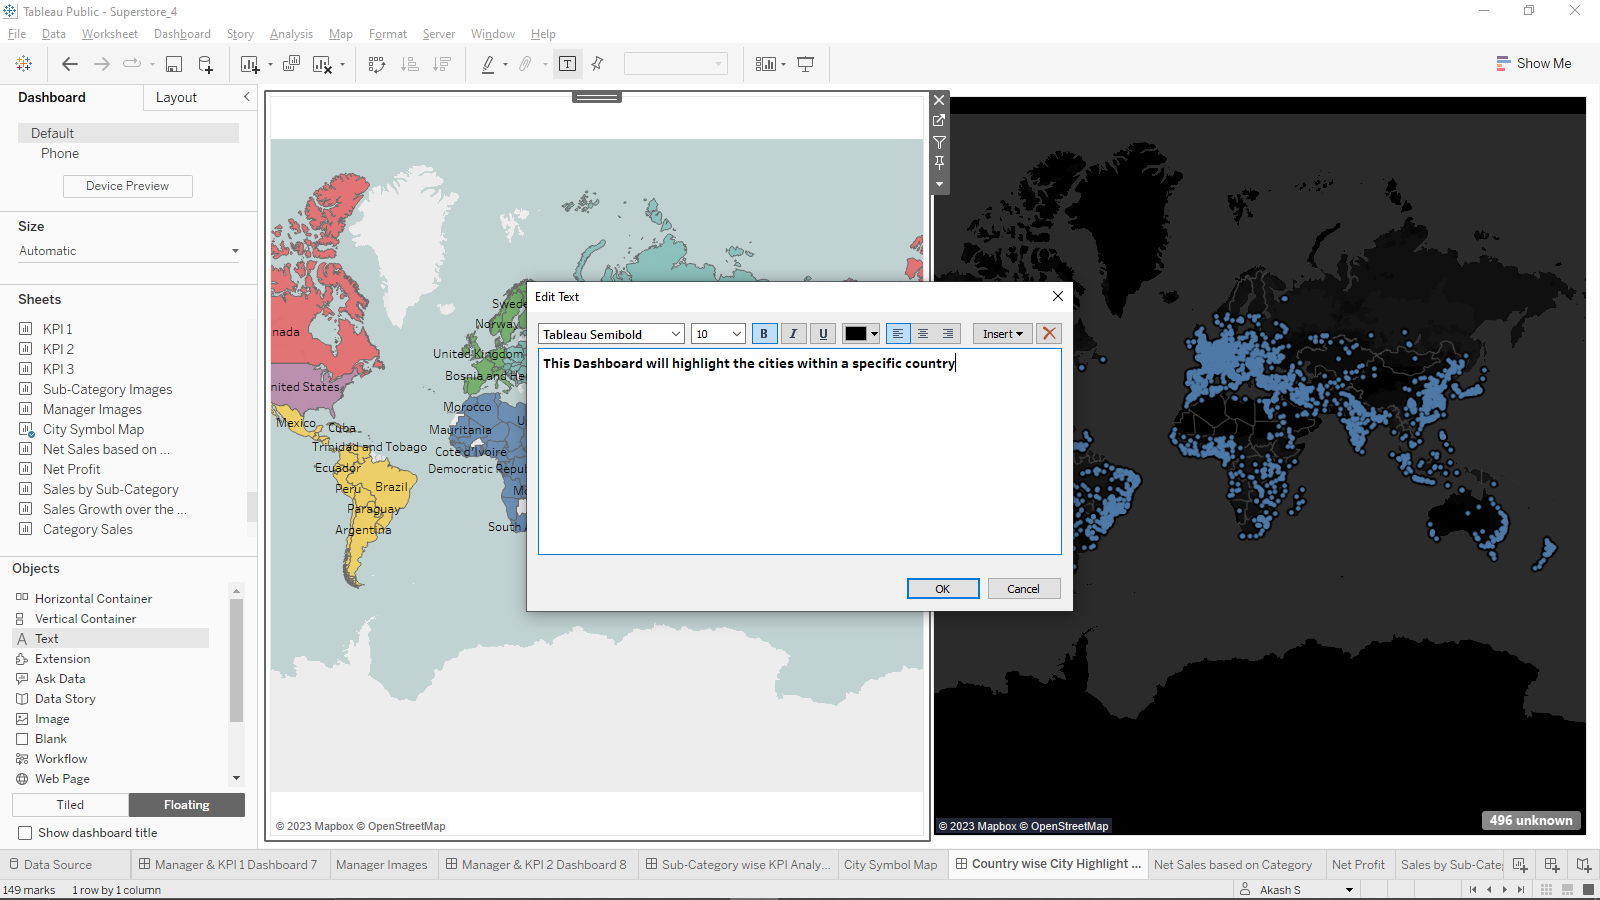 Tableau Public - Superstore_4
File Data Worksheet Dashboard Story Analysis Map Format Server Window Help
Show Me
Dashboard
Layout
Default
Phone
Device Preview
Size
Automatic
Sheets
KPI 1
KPI 2
KPI 3
Sub-Category Images
Manager Images
City Symbol Map
Net Sales based on ...
Net Profit
Sales by Sub-Category
Sales Growth over the ...
Category Sales
Objects
Horizontal Container
Vertical Container
Text
Extension
Ask Data
Data Story
Image
Blank
Workflow
Web Page
Tiled
Floating
Show dashboard title
nada
nited States
Mexico
Cuba
Trinidad and Tobago
Ecuador
Peru
Brazil
Paraguay
Argentina
Swede
Norway
United Kingdom
Bosnia and He
Morocco
Mauritania
Cote d'Ivoire
Democratic Repub
South
© 2023 Mapbox © OpenStreetMap
Edit Text
Tableau Semibold
10
B
I
U
Insert
This Dashboard will highlight the cities within a specific country
OK
Cancel
© 2023 Mapbox © OpenStreetMap
496 unknown
Data Source
Manager & KPI 1 Dashboard 7
Manager Images
Manager & KPI 2 Dashboard 8
Sub-Category wise KPI Analy...
City Symbol Map
Country wise City Highlight ...
Net Sales based on Category
Net Profit
Sales by Sub-Cate
149 marks
1 row by 1 column
Akash S